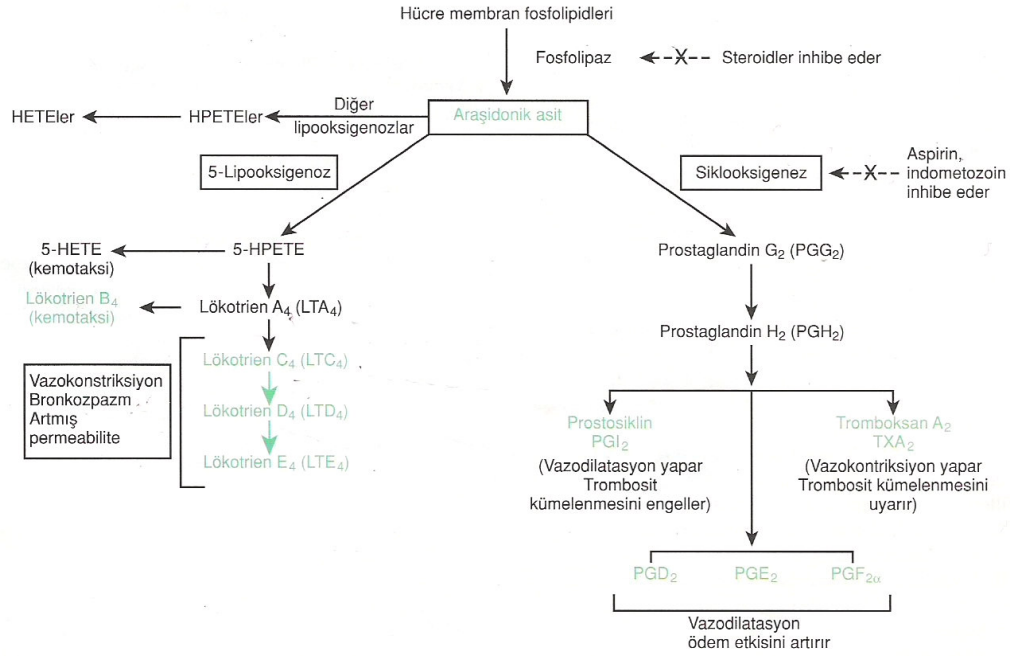 Hücre membran fosfolipidleri
Fosfolipaz
Steroidler inhibe eder
HETEler
HPETEler
Diğer
lipooksigenozlar
Araşidonik asit
5-Lipooksigenoz
Siklooksigenez
Aspirin,
indometozoin
inhibe eder
5-HETE
(kemotaksi)
5-HPETE
Prostaglandin G₂ (PGG₂)
Lökotrien B₄
(kemotaksi)
Lökotrien A₄ (LTA₄)
Prostaglandin H₂ (PGH₂)
Vazokonstriksiyon
Bronkozpazm
Artmış
permeabilite
Lökotrien C₄ (LTC₄)
Lökotrien D₄ (LTD₄)
Lökotrien E₄ (LTE₄)
Prostosiklin
PGI₂
(Vazodilatasyon yapar
Trombosit
kümelenmesini engeller)
Tromboksan A₂
TXA₂
(Vazokontriksiyon yapar
Trombosit kümelenmesini
uyarır)
PGD₂
PGE₂
PGF₂α
Vazodilatasyon
ödem etkisini artırır